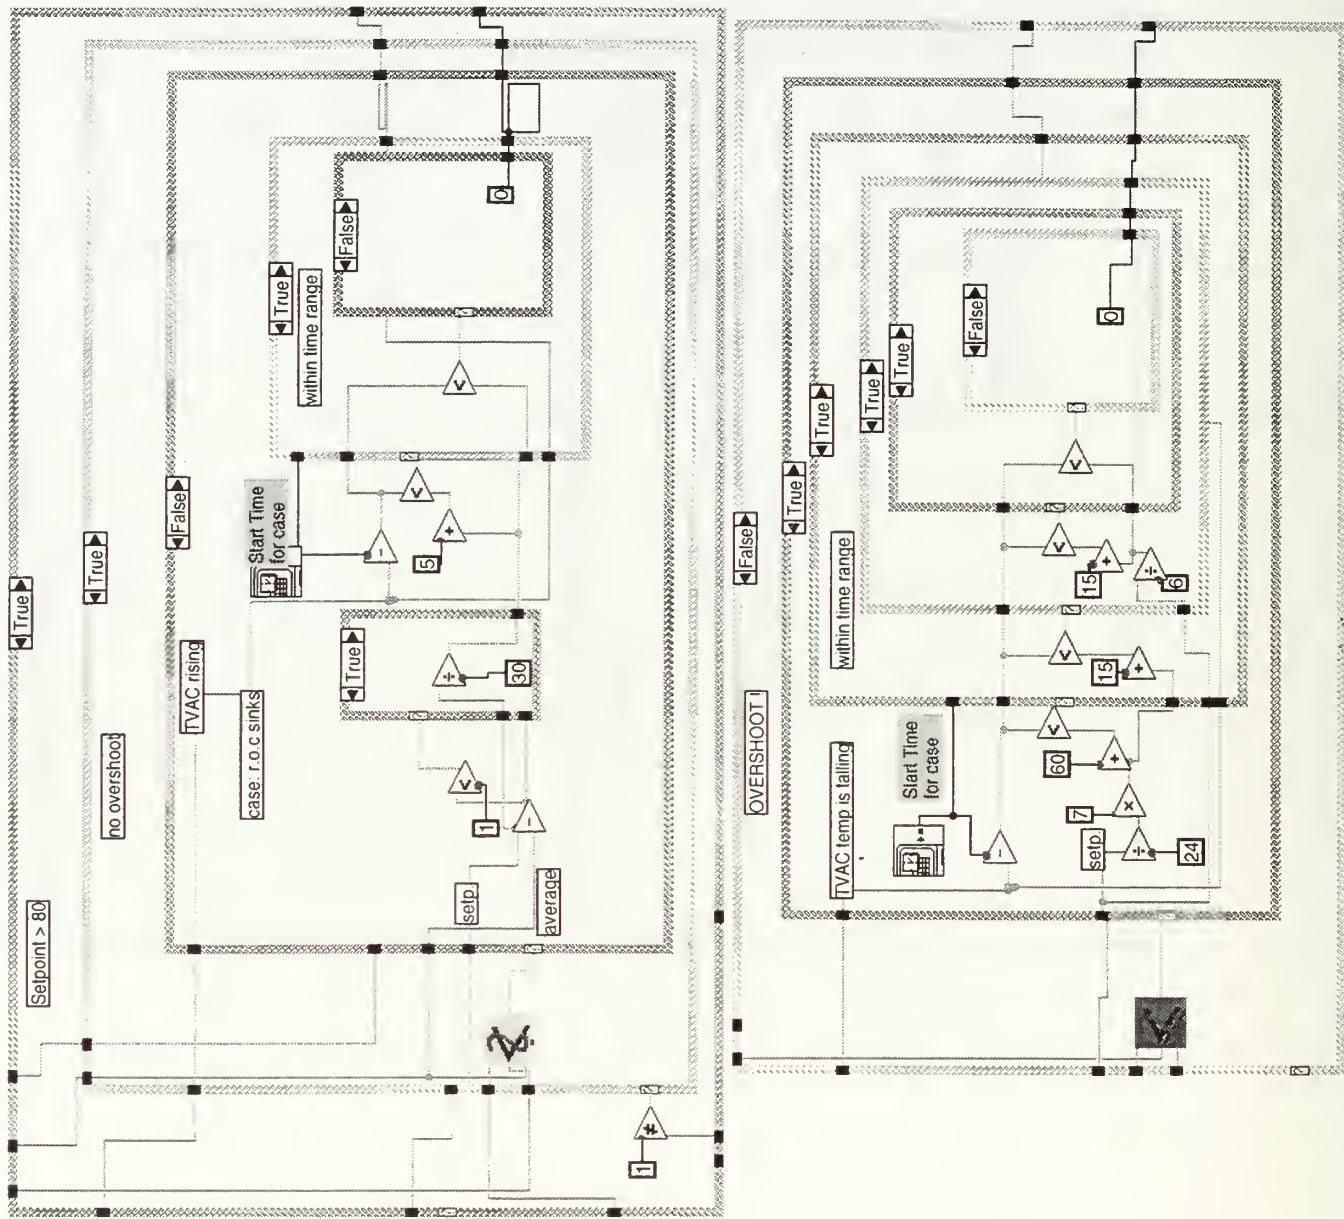 True
Setpoint > 80
True
no overshoot
False
TVAC rising
case: r.o.c sinks
Start Time
for case
True
within time range
True
False
30
5
0
1
setp.
average
1
False
OVERSHOOT !
True
TVAC temp is falling
True
within time range
True
True
Start Time
for case
False
60
15
15
7
setp.
24
6
0